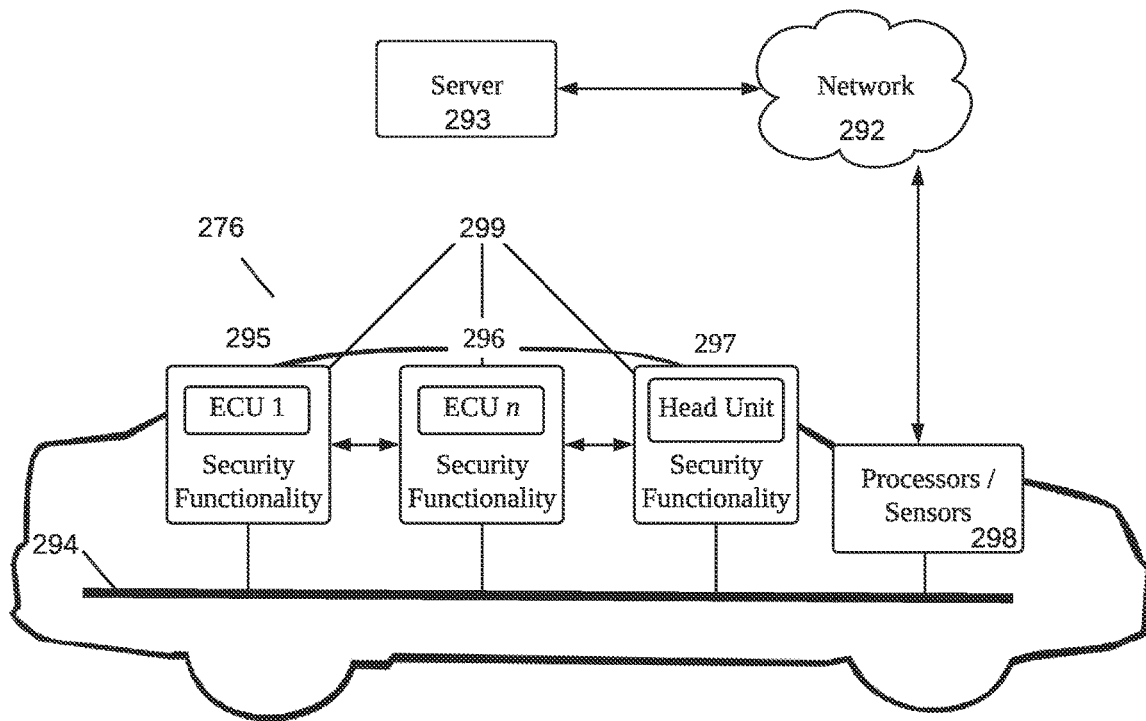 Server
293
Network
292
276
299
295
296
297
ECU 1
Security
Functionality
ECU n
Security
Functionality
Head Unit
Security
Functionality
Processors /
Sensors
298
294